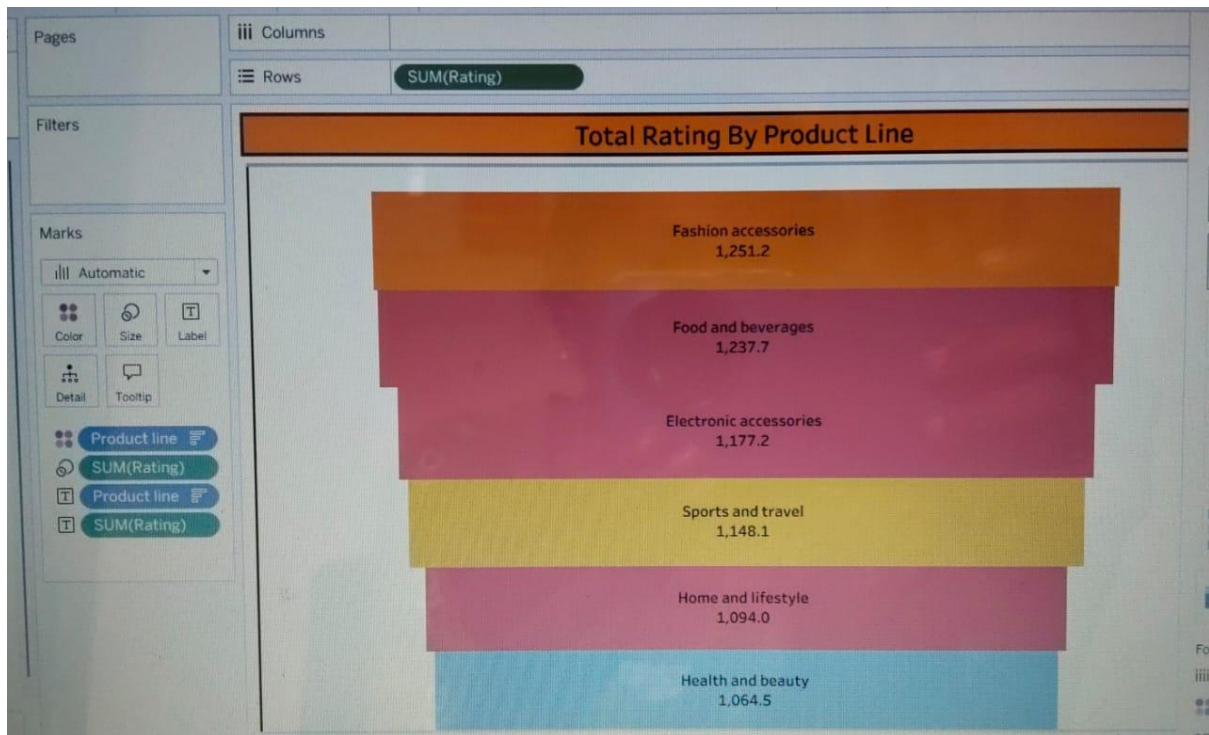 Pages
iii Columns
Rows
SUM(Rating)
Filters
Total Rating By Product Line
Marks
Automatic
Color
Size
Label
Detail
Tooltip
Product line
SUM(Rating)
Product line
SUM(Rating)
Fashion accessories
1,251.2
Food and beverages
1,237.7
Electronic accessories
1,177.2
Sports and travel
1,148.1
Home and lifestyle
1,094.0
Health and beauty
1,064.5
Fo